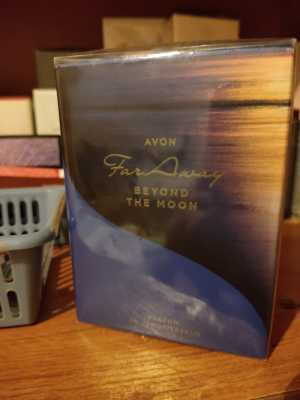 AVON
Far Away
BEYOND
THE MOON